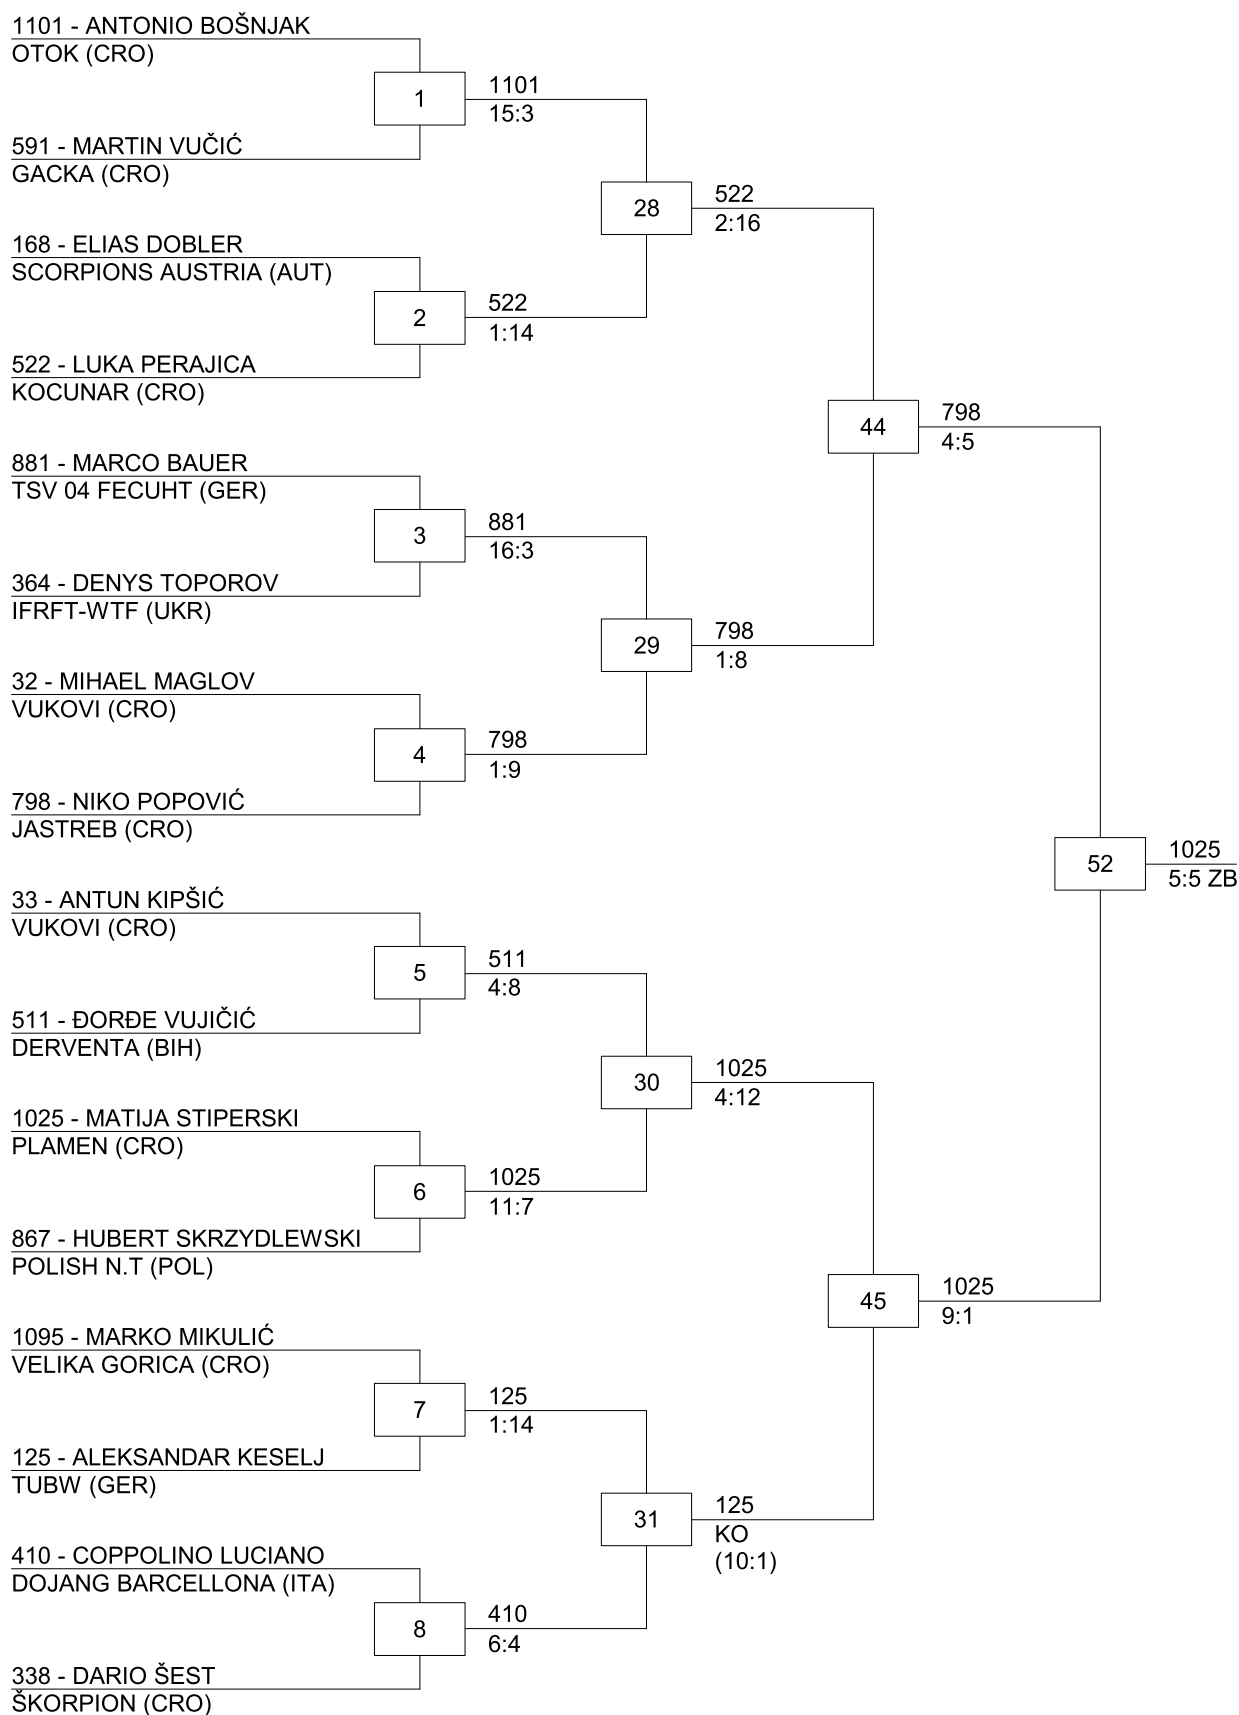 1101 - ANTONIO BOŠNJAK
OTOK (CRO)
1
1101
15:3
591 - MARTIN VUČIĆ
GACKA (CRO)
28
522
2:16
168 - ELIAS DOBLER
SCORPIONS AUSTRIA (AUT)
2
522
1:14
522 - LUKA PERAJICA
KOCUNAR (CRO)
44
798
4:5
881 - MARCO BAUER
TSV 04 FECUHT (GER)
3
881
16:3
364 - DENYS TOPOROV
IFRFT-WTF (UKR)
29
798
1:8
32 - MIHAEL MAGLOV
VUKOVI (CRO)
4
798
1:9
798 - NIKO POPOVIĆ
JASTREB (CRO)
52
1025
5:5 ZB
33 - ANTUN KIPŠIĆ
VUKOVI (CRO)
5
511
4:8
511 - ĐORĐE VUJIČIĆ
DERVENTA (BIH)
30
1025
4:12
1025 - MATIJA STIPERSKI
PLAMEN (CRO)
6
1025
11:7
867 - HUBERT SKRZYDLEWSKI
POLISH N.T (POL)
45
1025
9:1
1095 - MARKO MIKULIĆ
VELIKA GORICA (CRO)
7
125
1:14
125 - ALEKSANDAR KESELJ
TUBW (GER)
31
125
KO
(10:1)
410 - COPPOLINO LUCIANO
DOJANG BARCELLONA (ITA)
8
410
6:4
338 - DARIO ŠEST
ŠKORPION (CRO)